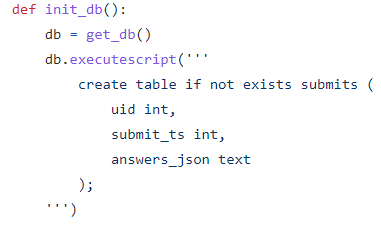 def init_db():
    db = get_db()
    db.executescript('''
        create table if not exists submits (
            uid int,
            submit_ts int,
            answers_json text
        );
    ''')